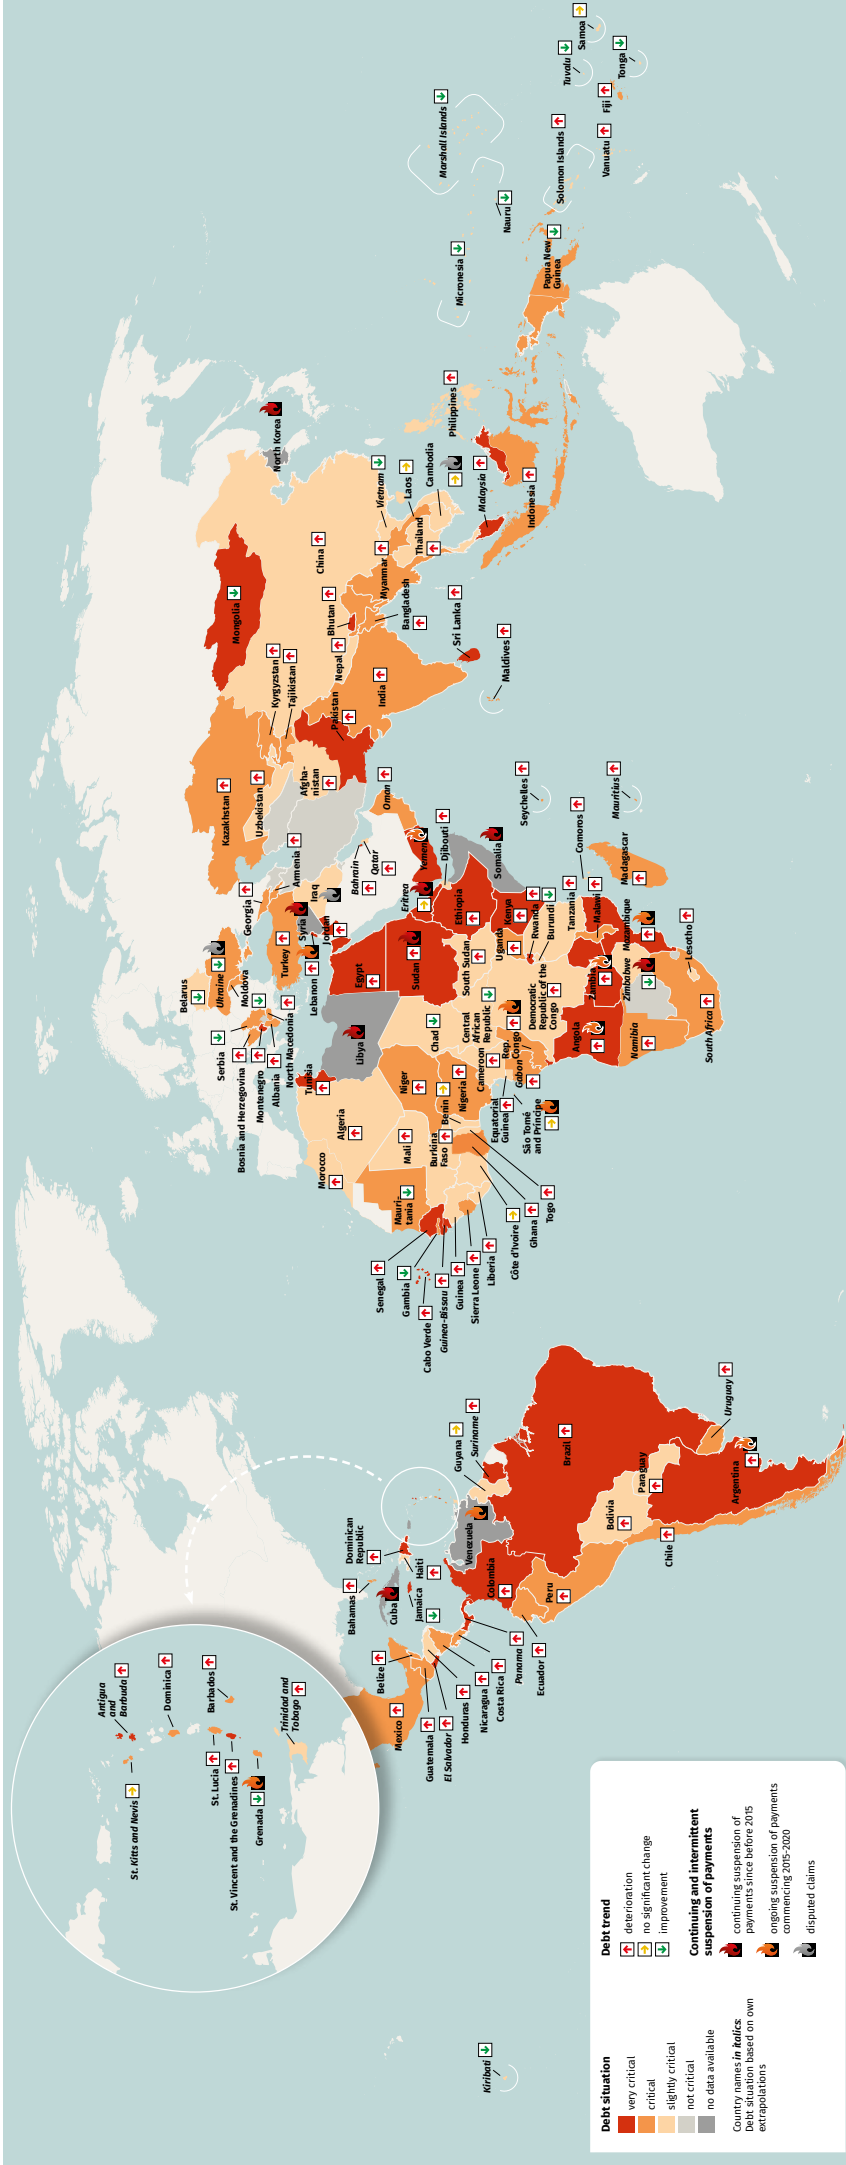 Antigua
and
Barbuda
Dominica
Barbados
St. Kitts and Nevis
St. Lucia
St. Vincent and the Grenadines
Grenada
Trinidad and
Tobago
Kiribati
Mexico
Belize
Guatemala
El Salvador
Honduras
Nicaragua
Costa Rica
Panama
Ecuador
Bahamas
Cuba
Jamaica
Haiti
Dominican
Republic
Colombia
Venezuela
Guyana
Suriname
Peru
Brazil
Bolivia
Paraguay
Chile
Argentina
Uruguay
Cabo Verde
Senegal
Gambia
Guinea-Bissau
Guinea
Sierra Leone
Liberia
Côte d'Ivoire
Ghana
Togo
Mauri-
tania
Morocco
Algeria
Tunisia
Libya
Egypt
Mali
Burkina
Faso
Niger
Benin
Nigeria
Chad
Sudan
Cameroon
Central
African
Republic
South Sudan
Equatorial
Guinea
São Tomé
and Príncipe
Gabon
Rep.
Congo
Democratic
Republic of the
Congo
Uganda
Rwanda
Burundi
Kenya
Ethiopia
Eritrea
Djibouti
Somalia
Tanzania
Malawi
Mozambique
Zambia
Zimbabwe
Angola
Namibia
South Africa
Lesotho
Madagascar
Comoros
Seychelles
Mauritius
Bosnia and Herzegovina
Montenegro
Albania
North Macedonia
Serbia
Belarus
Ukraine
Moldova
Turkey
Georgia
Armenia
Lebanon
Syria
Jordan
Iraq
Bahrain
Qatar
Yemen
Oman
Kazakhstan
Uzbekistan
Afgha-
nistan
Pakistan
Kyrgyzstan
Tajikistan
Mongolia
China
Nepal
Bhutan
India
Bangladesh
Sri Lanka
Maldives
Myanmar
Thailand
Laos
Vietnam
Cambodia
Malaysia
Indonesia
Philippines
North Korea
Papua New
Guinea
Micronesia
Nauru
Marshall Islands
Solomon Islands
Vanuatu
Fiji
Tuvalu
Tonga
Samoa
Debt situation
very critical
critical
slightly critical
not critical
no data available
Country names in italics:
Debt situation based on own
extrapolations
Debt trend
deterioration
no significant change
improvement
Continuing and intermittent
suspension of payments
continuing suspension of
payments since before 2015
ongoing suspension of payments
commencing 2015-2020
disputed claims